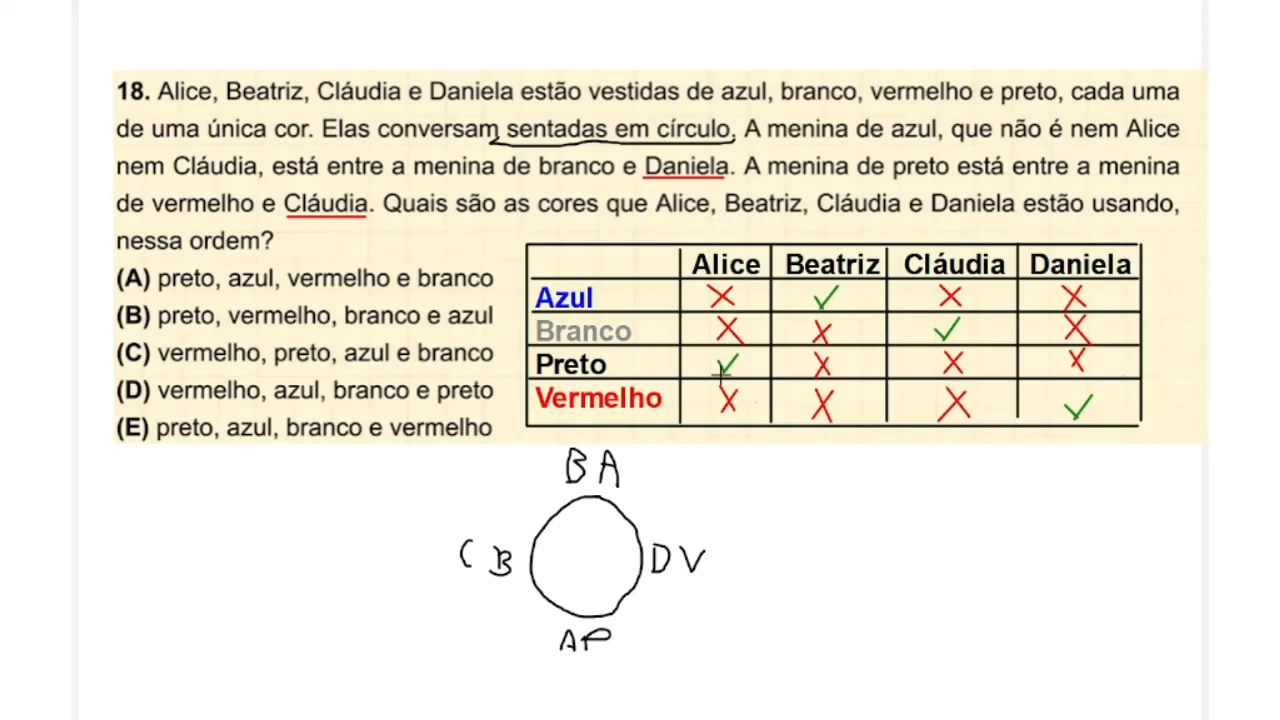 18. Alice, Beatriz, Cláudia e Daniela estão vestidas de azul, branco, vermelho e preto, cada uma
de uma única cor. Elas conversam sentadas em círculo. A menina de azul, que não é nem Alice
nem Cláudia, está entre a menina de branco e Daniela. A menina de preto está entre a menina
de vermelho e Cláudia. Quais são as cores que Alice, Beatriz, Cláudia e Daniela estão usando,
nessa ordem?
(A) preto, azul, vermelho e branco
(B) preto, vermelho, branco e azul
(C) vermelho, preto, azul e branco
(D) vermelho, azul, branco e preto
(E) preto, azul, branco e vermelho
Alice Beatriz Cláudia Daniela
Azul
Branco
Preto
Vermelho
B A
C B
D V
A P